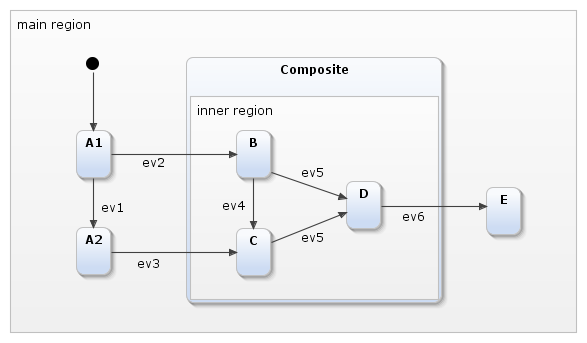 main region
Composite
inner region
A1
B
ev2
ev5
D
E
ev1
ev4
ev6
A2
C
ev5
ev3